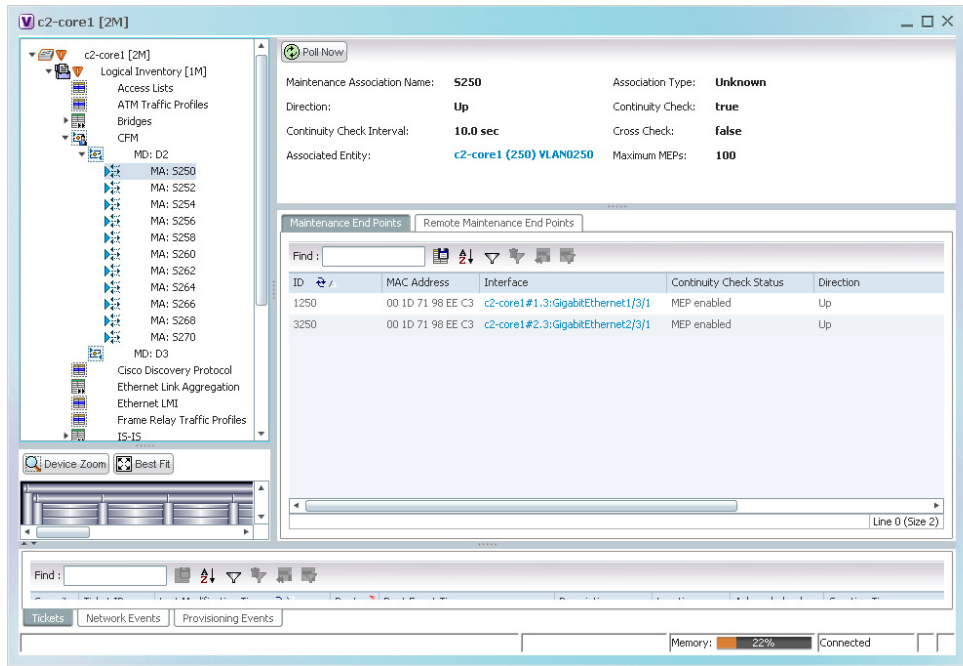 c2-core1 [2M]
c2-core1 [2M]
Logical Inventory [1M]
Access Lists
ATM Traffic Profiles
Bridges
CFM
MD: D2
MA: S250
MA: S252
MA: S254
MA: S256
MA: S258
MA: S260
MA: S262
MA: S264
MA: S266
MA: S268
MA: S270
MD: D3
Cisco Discovery Protocol
Ethernet Link Aggregation
Ethernet LMI
Frame Relay Traffic Profiles
IS-IS
Device Zoom Best Fit
Poll Now
Maintenance Association Name: S250 Association Type: Unknown
Direction: Up Continuity Check: true
Continuity Check Interval: 10.0 sec Cross Check: false
Associated Entity: c2-core1 (250) VLAN0250 Maximum MEPs: 100
Maintenance End Points Remote Maintenance End Points
Find :
ID MAC Address Interface Continuity Check Status Direction
1250 00 1D 71 98 EE C3 c2-core1#1.3:GigabitEthernet1/3/1 MEP enabled Up
3250 00 1D 71 98 EE C3 c2-core1#2.3:GigabitEthernet2/3/1 MEP enabled Up
Line 0 (Size 2)
Find :
Tickets Network Events Provisioning Events
Memory: 22% Connected